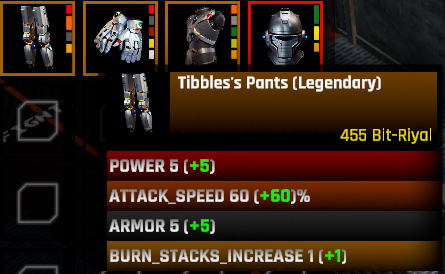 Tibbles's Pants (Legendary)
455 Bit-Riyal
POWER 5 (+5)
ATTACK_SPEED 60 (+60)%
ARMOR 5 (+5)
BURN_STACKS_INCREASE 1 (+1)